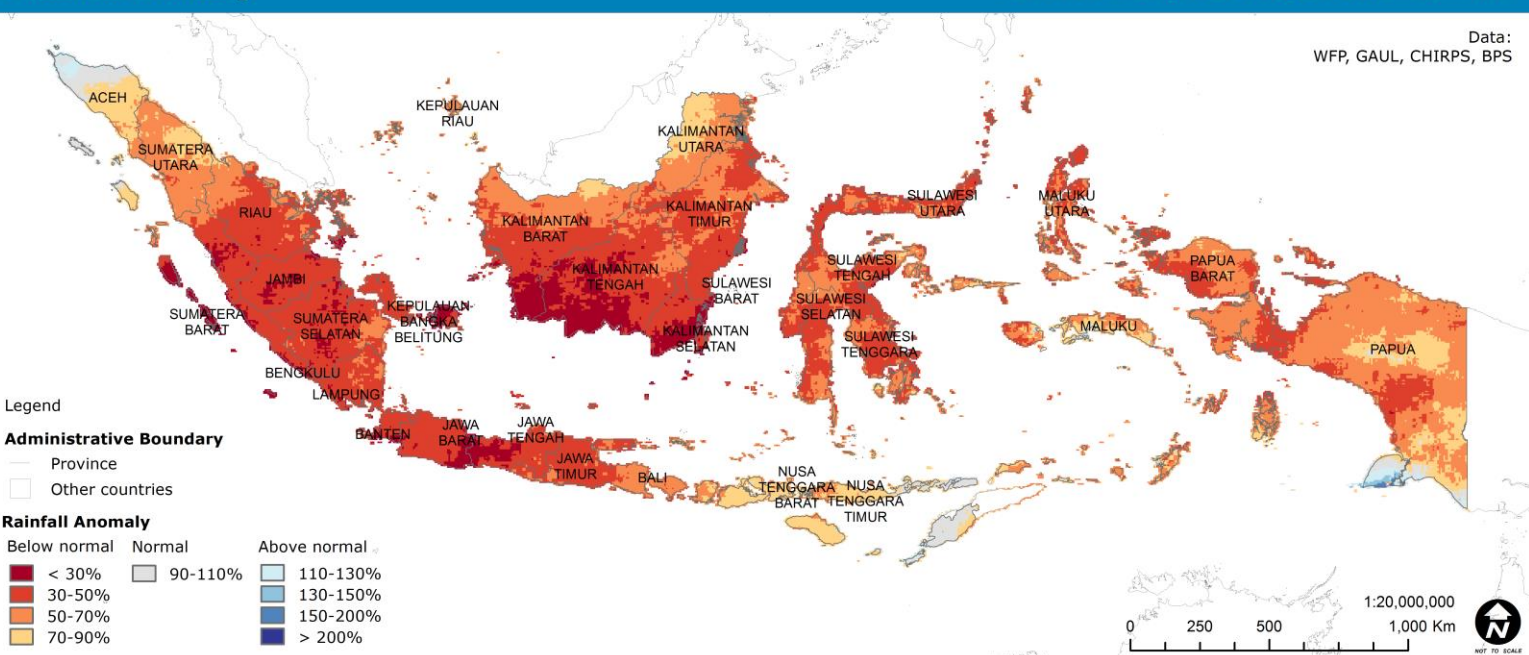 Data:
WFP, GAUL, CHIRPS, BPS
ACEH
SUMATERA
UTARA
RIAU
KEPULAUAN
RIAU
JAMBI
SUMATERA
BARAT
SUMATERA
SELATAN
KEPULAUAN
BANGKA
BELITUNG
BENGKULU
LAMPUNG
KALIMANTAN
UTARA
KALIMANTAN
BARAT
KALIMANTAN
TIMUR
KALIMANTAN
TENGAH
KALIMANTAN
SELATAN
SULAWESI
UTARA
SULAWESI
TENGAH
SULAWESI
BARAT
SULAWESI
SELATAN
SULAWESI
TENGGARA
MALUKU
UTARA
MALUKU
PAPUA
BARAT
PAPUA
BANTEN
JAWA
BARAT
JAWA
TENGAH
JAWA
TIMUR
BALI
NUSA
TENGGARA
BARAT
NUSA
TENGGARA
TIMUR
Legend
Administrative Boundary
Province
Other countries
Rainfall Anomaly
Below normal
< 30%
30-50%
50-70%
70-90%
Normal
90-110%
Above normal
110-130%
130-150%
150-200%
> 200%
1:20,000,000
0 250 500 1,000 Km
N
NOT TO SCALE